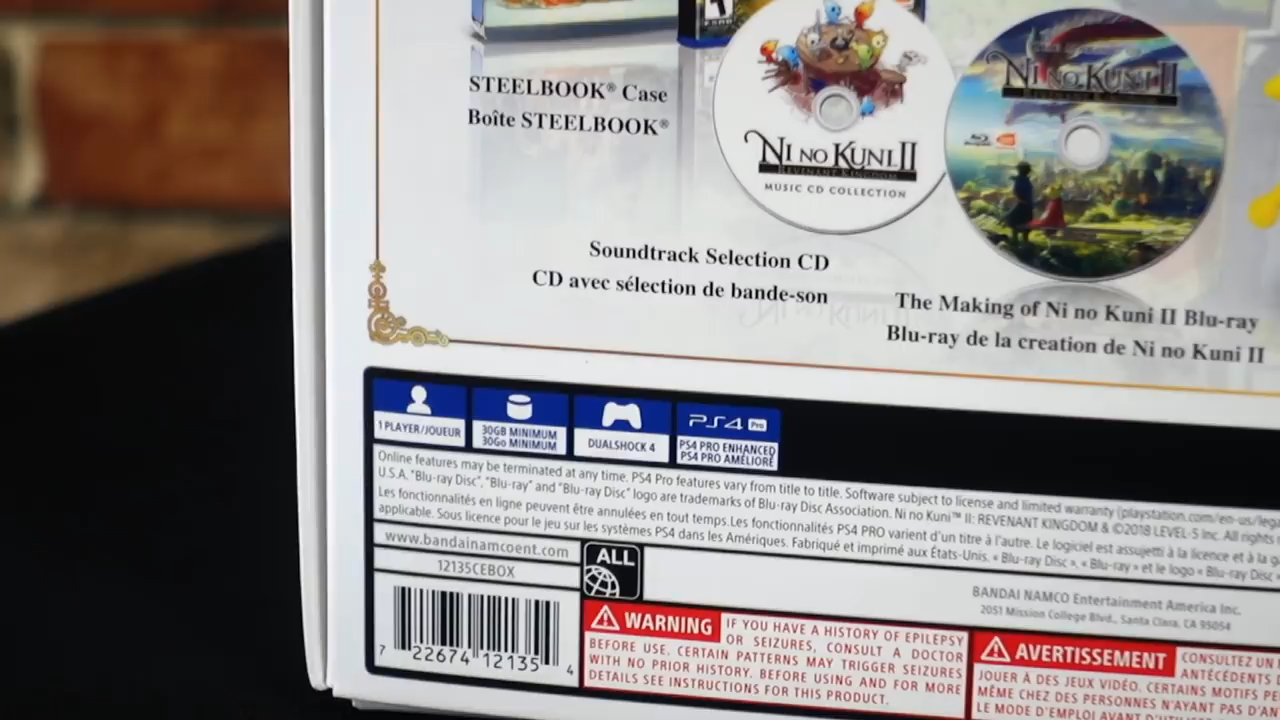 STEELBOOK® Case
Boîte STEELBOOK®
NI NO KUNI II
REVENANT KINGDOM
MUSIC CD COLLECTION
NI NO KUNI II
REVENANT KINGDOM
Soundtrack Selection CD
CD avec sélection de bande-son
The Making of Ni no Kuni II Blu-ray
Blu-ray de la creation de Ni no Kuni II
1 PLAYER/JOUEUR
30GB MINIMUM
30Go MINIMUM
DUALSHOCK 4
PS4 Pro
PS4 PRO ENHANCED
PS4 PRO AMÉLIORÉ
Online features may be terminated at any time. PS4 Pro features vary from title to title. Software subject to license and limited warranty (playstation.com/en-us/leg
U.S.A. "Blu-ray Disc", "Blu-ray" and "Blu-ray Disc" logo are trademarks of Blu-ray Disc Association. Ni no Kuni™ II: REVENANT KINGDOM & ©2018 LEVEL-5 Inc. All rights
Les fonctionnalités en ligne peuvent être annulées en tout temps.Les fonctionnalités PS4 PRO varient d'un titre à l'autre. Le logiciel est assujetti à la licence et à la g
applicable. Sous licence pour le jeu sur les systèmes PS4 dans les Amériques. Fabriqué et imprimé aux États-Unis. « Blu-ray Disc », « Blu-ray » et le logo « Blu-ray Disc
www.bandainamcoent.com
12135CEBOX
ALL
BANDAI NAMCO Entertainment America Inc.
2051 Mission College Blvd., Santa Clara, CA 95054
7 22674 12135 4
WARNING IF YOU HAVE A HISTORY OF EPILEPSY
OR SEIZURES, CONSULT A DOCTOR
BEFORE USE. CERTAIN PATTERNS MAY TRIGGER SEIZURES
WITH NO PRIOR HISTORY. BEFORE USING AND FOR MORE
DETAILS SEE INSTRUCTIONS FOR THIS PRODUCT.
AVERTISSEMENT CONSULTEZ UN
ANTÉCÉDENTS
JOUER À DES JEUX VIDÉO. CERTAINS MOTIFS PE
MÊME CHEZ DES PERSONNES N'AYANT PAS D'AN
LE MODE D'EMPLOI AVANT